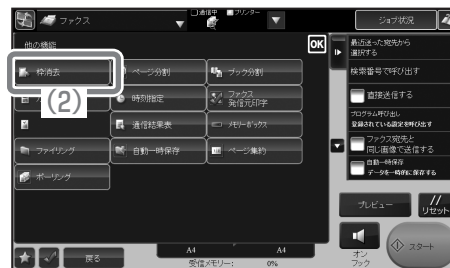 ファクス
通信中
プリンター
ジョブ状況
他の機能
OK
枠消去
ページ分割
ブック分割
(2)
時刻指定
ファクス
発信元印字
通信結果表
メモリーボックス
ファイリング
自動一時保存
ページ集約
ポーリング
最近送った宛先から
選択する
検索番号で呼び出す
直接送信する
プログラム呼び出し
登録されている設定を呼び出す
ファクス宛先と
同じ画像で送信する
自動一時保存
データを一時的に保存する
プレビュー
リセット
戻る
A4
A4
受信メモリー:
0%
オン
フック
スタート